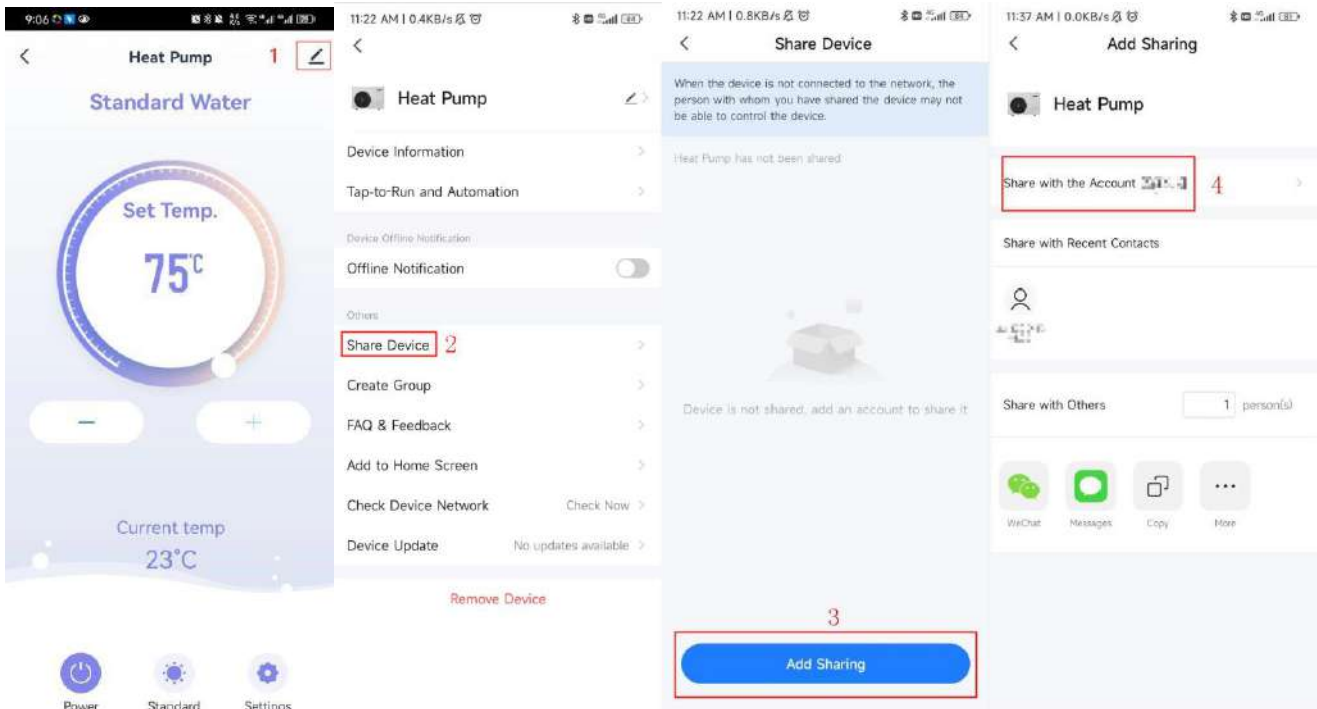 9:06
Heat Pump
1
Standard Water
Set Temp.
75°C
−
+
Current temp
23°C
Power
Standard
Settings
11:22 AM | 0.4KB/s
Heat Pump
Device Information
Tap-to-Run and Automation
Device Offline Notification
Offline Notification
Others
Share Device 2
Create Group
FAQ & Feedback
Add to Home Screen
Check Device Network Check Now
Device Update No updates available
Remove Device
11:22 AM | 0.8KB/s
Share Device
When the device is not connected to the network, the
person with whom you have shared the device may not
be able to control the device.
Heat Pump has not been shared
Device is not shared, add an account to share it
3
Add Sharing
11:37 AM | 0.0KB/s
Add Sharing
Heat Pump
Share with the Account 4
Share with Recent Contacts
Share with Others 1 person(s)
WeChat
Messages
Copy
More